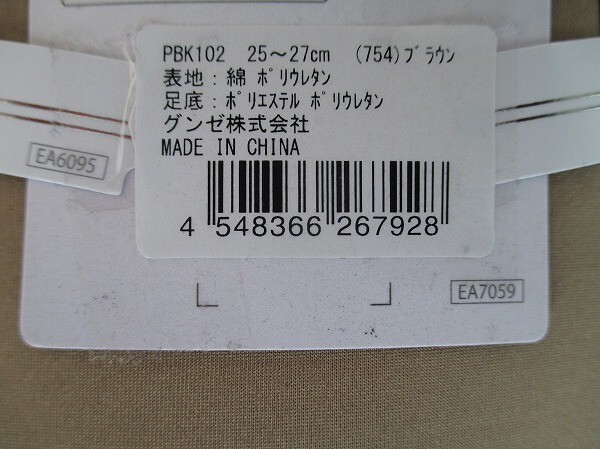 PBK102 25～27cm (754)ﾌﾞﾗｳﾝ
表地：綿 ﾎﾟﾘｳﾚﾀﾝ
足底：ﾎﾟﾘｴｽﾃﾙ ﾎﾟﾘｳﾚﾀﾝ
グンゼ株式会社
MADE IN CHINA
EA6095
4 548366 267928
EA7059